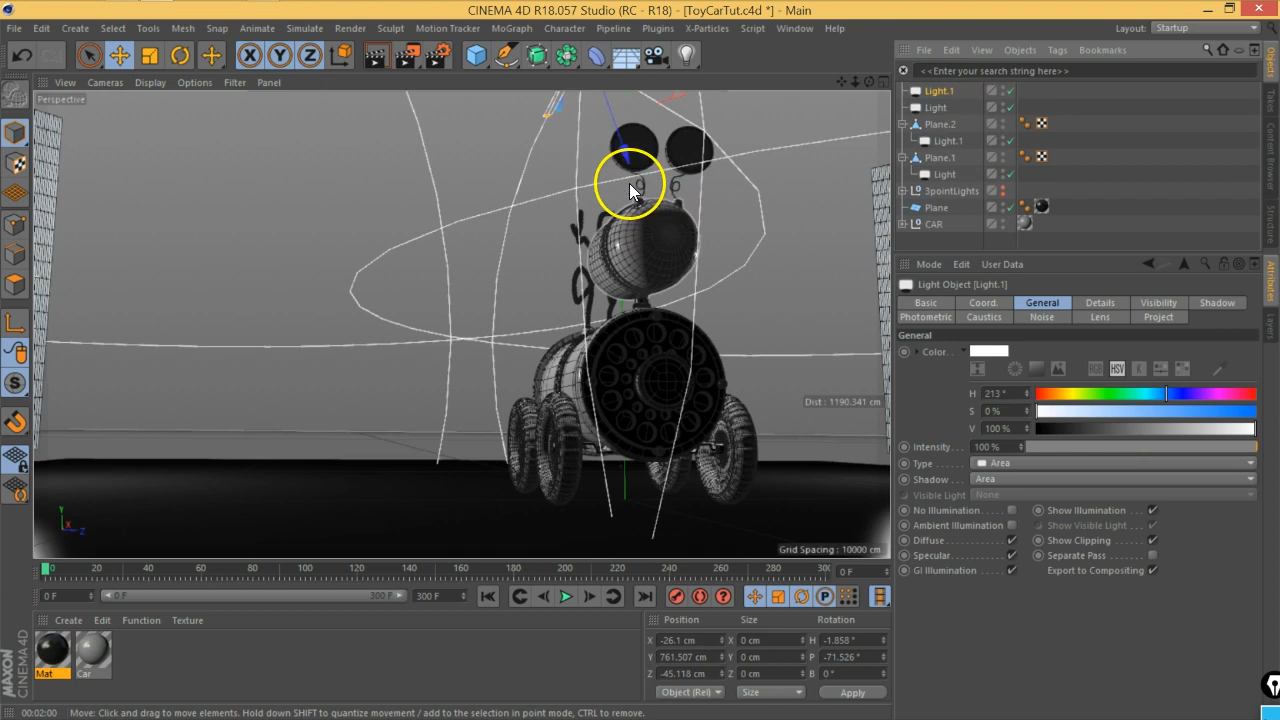 CINEMA 4D R18.057 Studio (RC - R18) - [ToyCarTut.c4d *] - Main
File Edit Create Select Tools Mesh Snap Animate Simulate Render Sculpt Motion Tracker MoGraph Character Pipeline Plugins X-Particles Script Window Help Layout: Startup
File Edit View Objects Tags Bookmarks
<<Enter your search string here>>
View Cameras Display Options Filter Panel
Perspective
Light.1
Light
Plane.2
Light.1
Plane.1
Light
3pointLights
Plane
CAR
Objects
Takes
Content Browser
Structure
Mode Edit User Data
Light Object [Light.1]
Basic Coord. General Details Visibility Shadow
Photometric Caustics Noise Lens Project
Attributes
Layers
General
Color
RGB HSV K
H 213 °
S 0 %
V 100 %
Intensity 100 %
Type Area
Shadow Area
Visible Light None
No Illumination Show Illumination
Ambient Illumination Show Visible Light
Diffuse Show Clipping
Specular Separate Pass
GI Illumination Export to Compositing
Dist : 1190.341 cm
Y
X
Z
Grid Spacing : 10000 cm
0 20 40 60 80 100 120 140 160 180 200 220 240 260 280 300 0 F
0 F 0 F 300 F 300 F
Create Edit Function Texture
Mat Car
Position Size Rotation
X -26.1 cm X 0 cm H -1.858 °
Y 761.507 cm Y 0 cm P -71.526 °
Z -45.118 cm Z 0 cm B 0 °
Object (Rel) Size Apply
MAXON CINEMA 4D
00:02:00 Move: Click and drag to move elements. Hold down SHIFT to quantize movement / add to the selection in point mode, CTRL to remove.